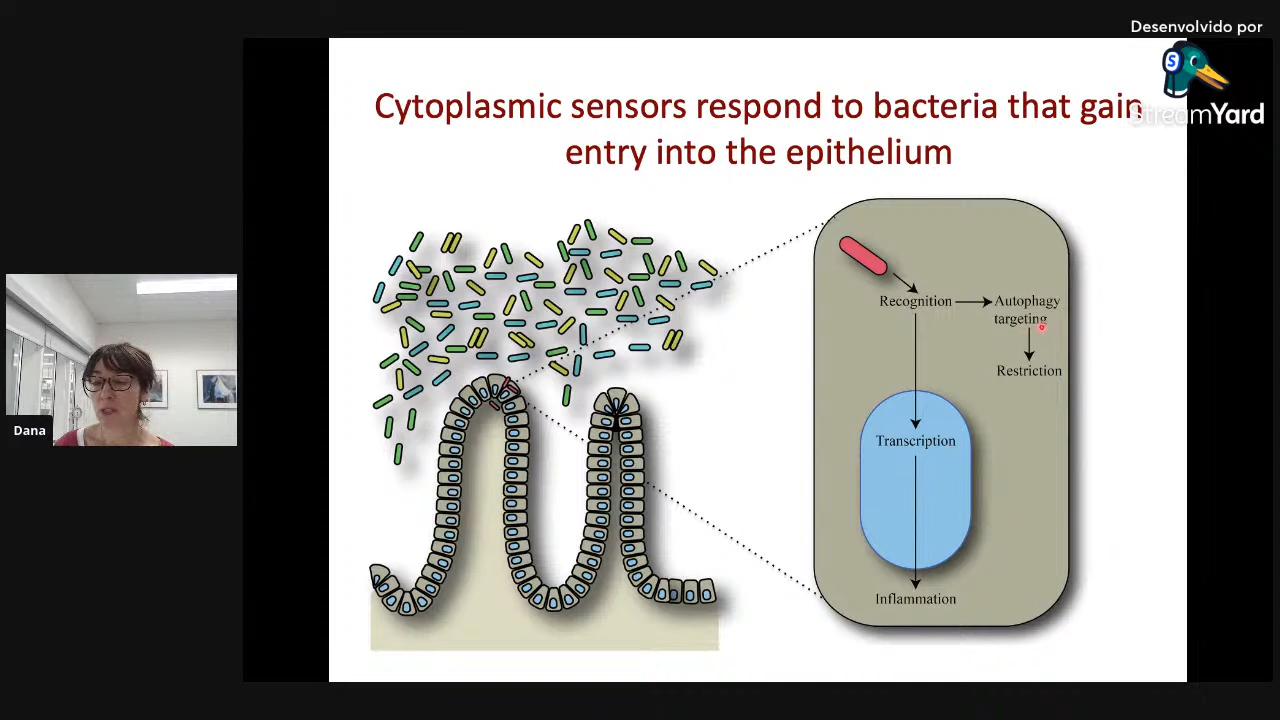 Desenvolvido por
StreamYard
Cytoplasmic sensors respond to bacteria that gain
entry into the epithelium
Recognition
Autophagy
targeting
Restriction
Transcription
Inflammation
Dana